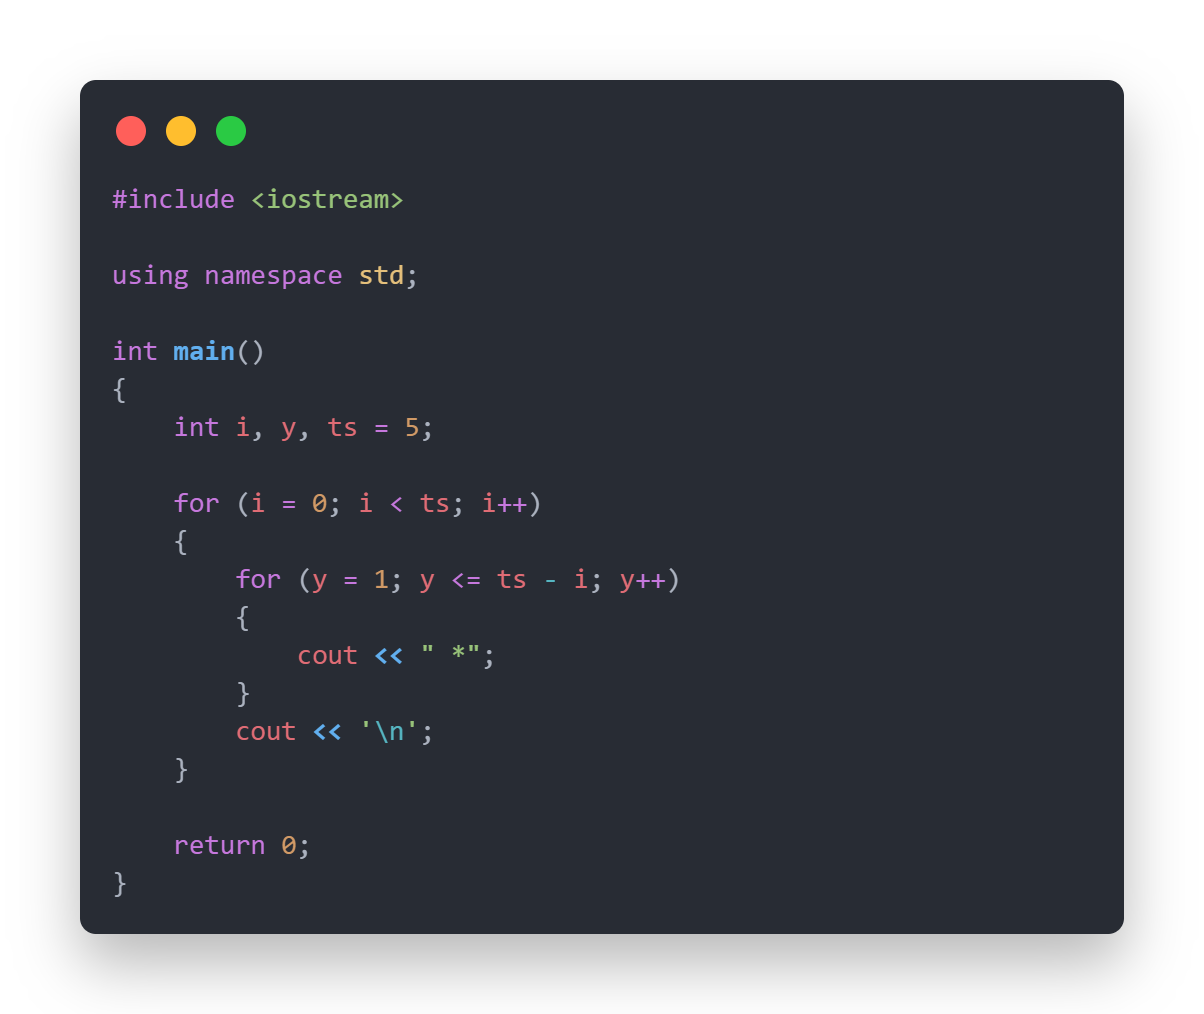 #include <iostream>

using namespace std;

int main()
{
    int i, y, ts = 5;

    for (i = 0; i < ts; i++)
    {
        for (y = 1; y <= ts - i; y++)
        {
            cout << " *";
        }
        cout << '\n';
    }

    return 0;
}